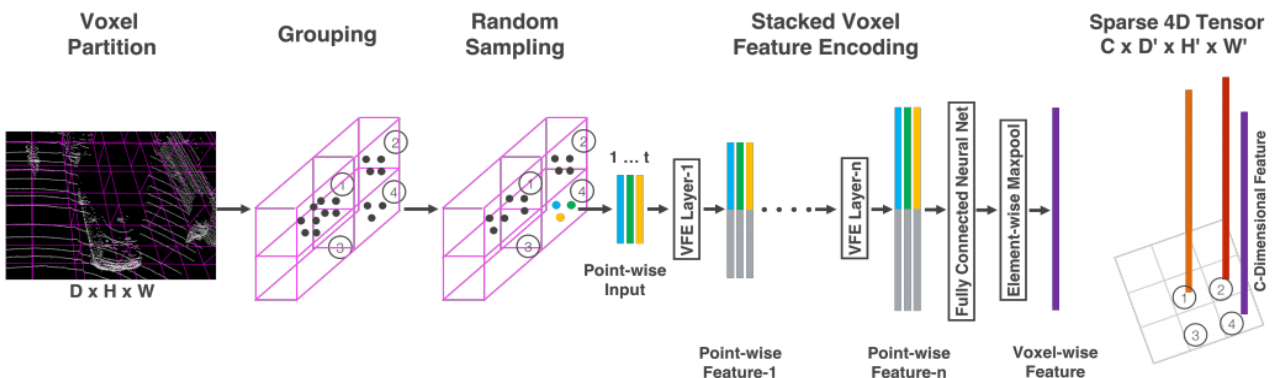 Voxel
Partition
Grouping
Random
Sampling
Stacked Voxel
Feature Encoding
Sparse 4D Tensor
C x D' x H' x W'
D x H x W
1
2
3
4
1
2
3
4
1 ... t
Point-wise
Input
VFE Layer-1
Point-wise
Feature-1
VFE Layer-n
Point-wise
Feature-n
Fully Connected Neural Net
Element-wise Maxpool
Voxel-wise
Feature
C-Dimensional Feature
1
2
3
4